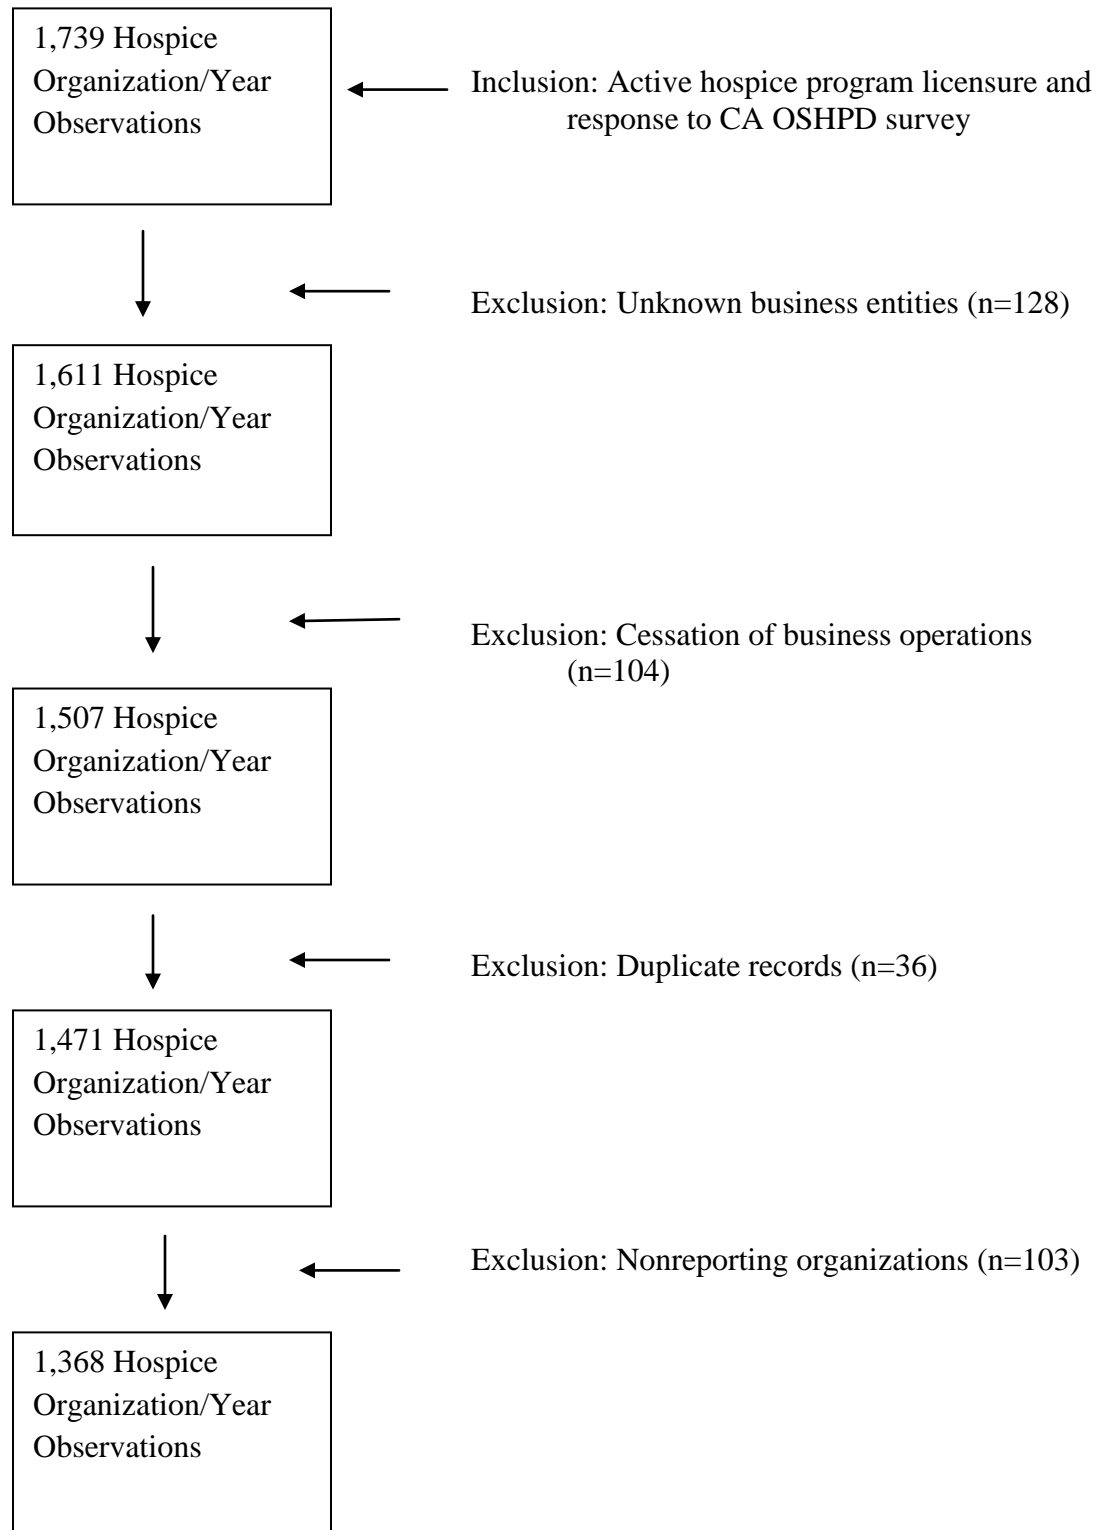 1,739 Hospice
Organization/Year
Observations
Inclusion: Active hospice program licensure and
response to CA OSHPD survey
Exclusion: Unknown business entities (n=128)
1,611 Hospice
Organization/Year
Observations
Exclusion: Cessation of business operations
(n=104)
1,507 Hospice
Organization/Year
Observations
Exclusion: Duplicate records (n=36)
1,471 Hospice
Organization/Year
Observations
Exclusion: Nonreporting organizations (n=103)
1,368 Hospice
Organization/Year
Observations